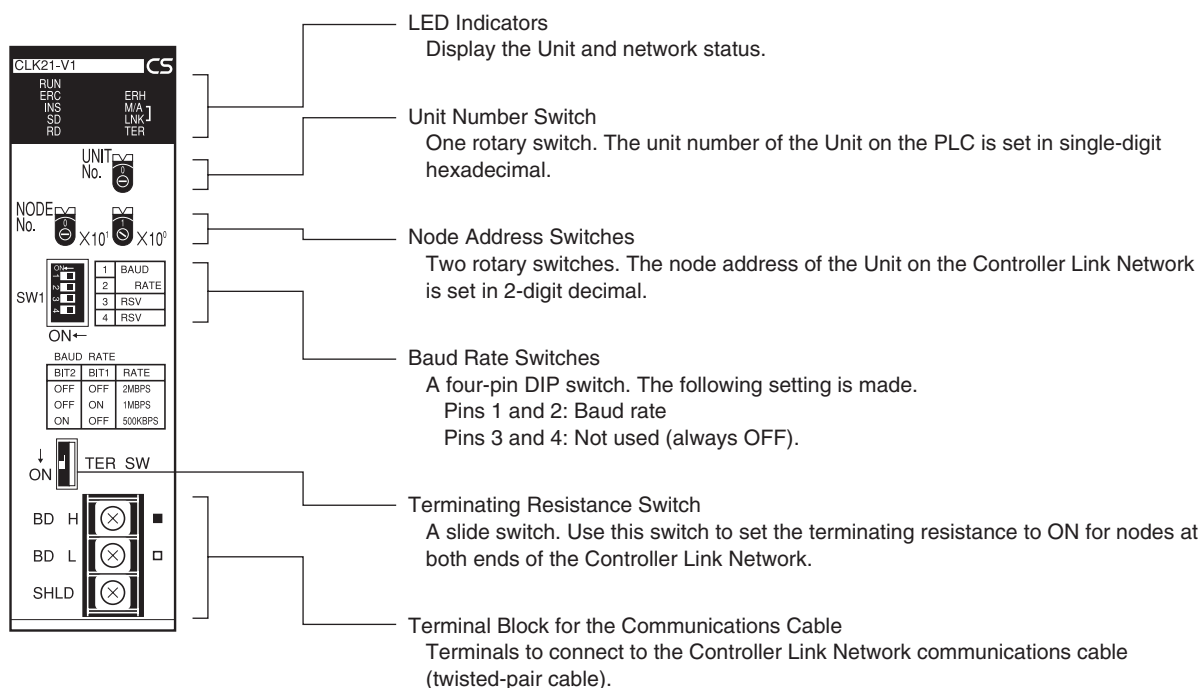 LED Indicators
Display the Unit and network status.
CLK21-V1 CS
RUN
ERC ERH
INS M/A
SD LNK
RD TER
Unit Number Switch
One rotary switch. The unit number of the Unit on the PLC is set in single-digit
hexadecimal.
UNIT
No. 0
NODE
No. 0 X10¹ 1 X10⁰
Node Address Switches
Two rotary switches. The node address of the Unit on the Controller Link Network
is set in 2-digit decimal.
SW1
ON←
1 2 3 4
1 BAUD
2 RATE
3 RSV
4 RSV
ON←
Baud Rate Switches
A four-pin DIP switch. The following setting is made.
Pins 1 and 2: Baud rate
Pins 3 and 4: Not used (always OFF).
BAUD RATE
BIT2 BIT1 RATE
OFF OFF 2MBPS
OFF ON 1MBPS
ON OFF 500KBPS
↓
ON TER SW
Terminating Resistance Switch
A slide switch. Use this switch to set the terminating resistance to ON for nodes at
both ends of the Controller Link Network.
BD H ■
BD L □
SHLD
Terminal Block for the Communications Cable
Terminals to connect to the Controller Link Network communications cable
(twisted-pair cable).